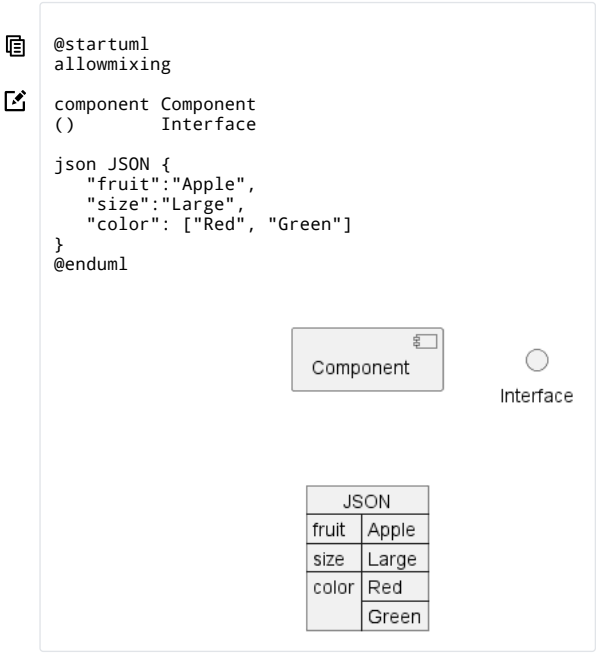 @startuml
allowmixing
component Component
()        Interface
json JSON {
   "fruit":"Apple",
   "size":"Large",
   "color": ["Red", "Green"]
}
@enduml
Component
Interface
JSON
fruit Apple
size Large
color Red
Green